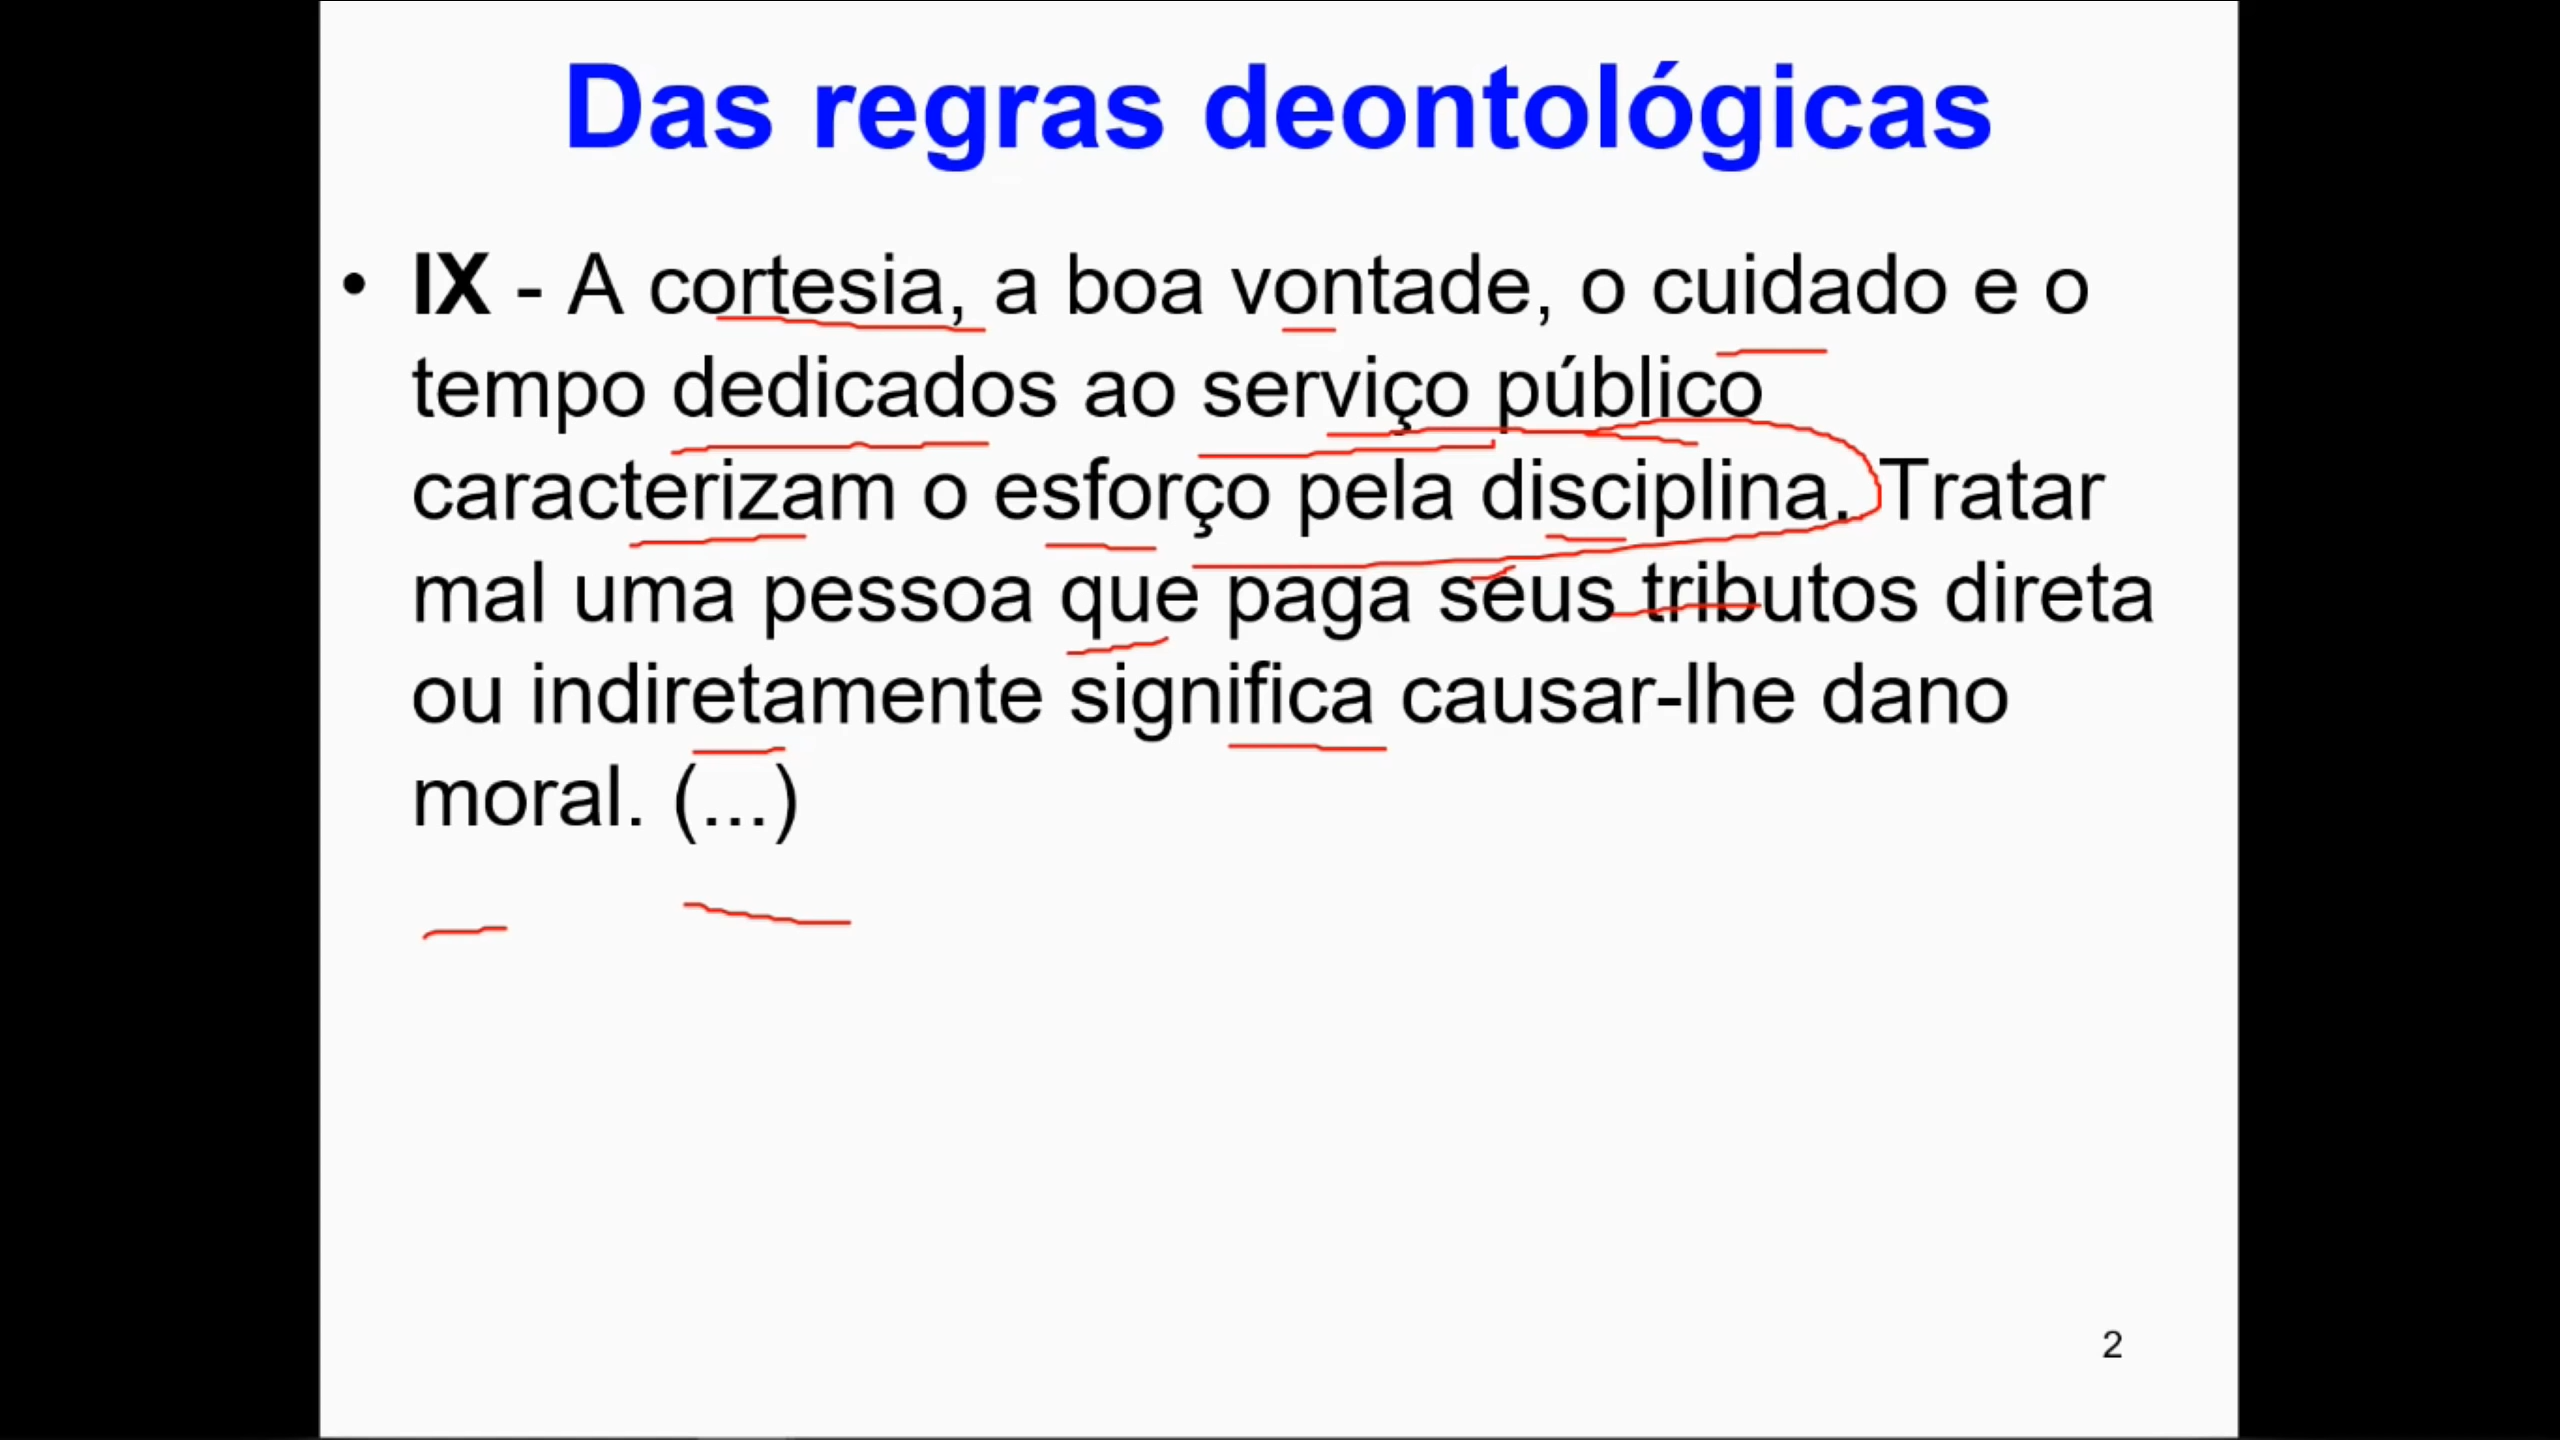 Das regras deontológicas
• IX - A cortesia, a boa vontade, o cuidado e o
tempo dedicados ao serviço público
caracterizam o esforço pela disciplina. Tratar
mal uma pessoa que paga seus tributos direta
ou indiretamente significa causar-lhe dano
moral. (...)
2